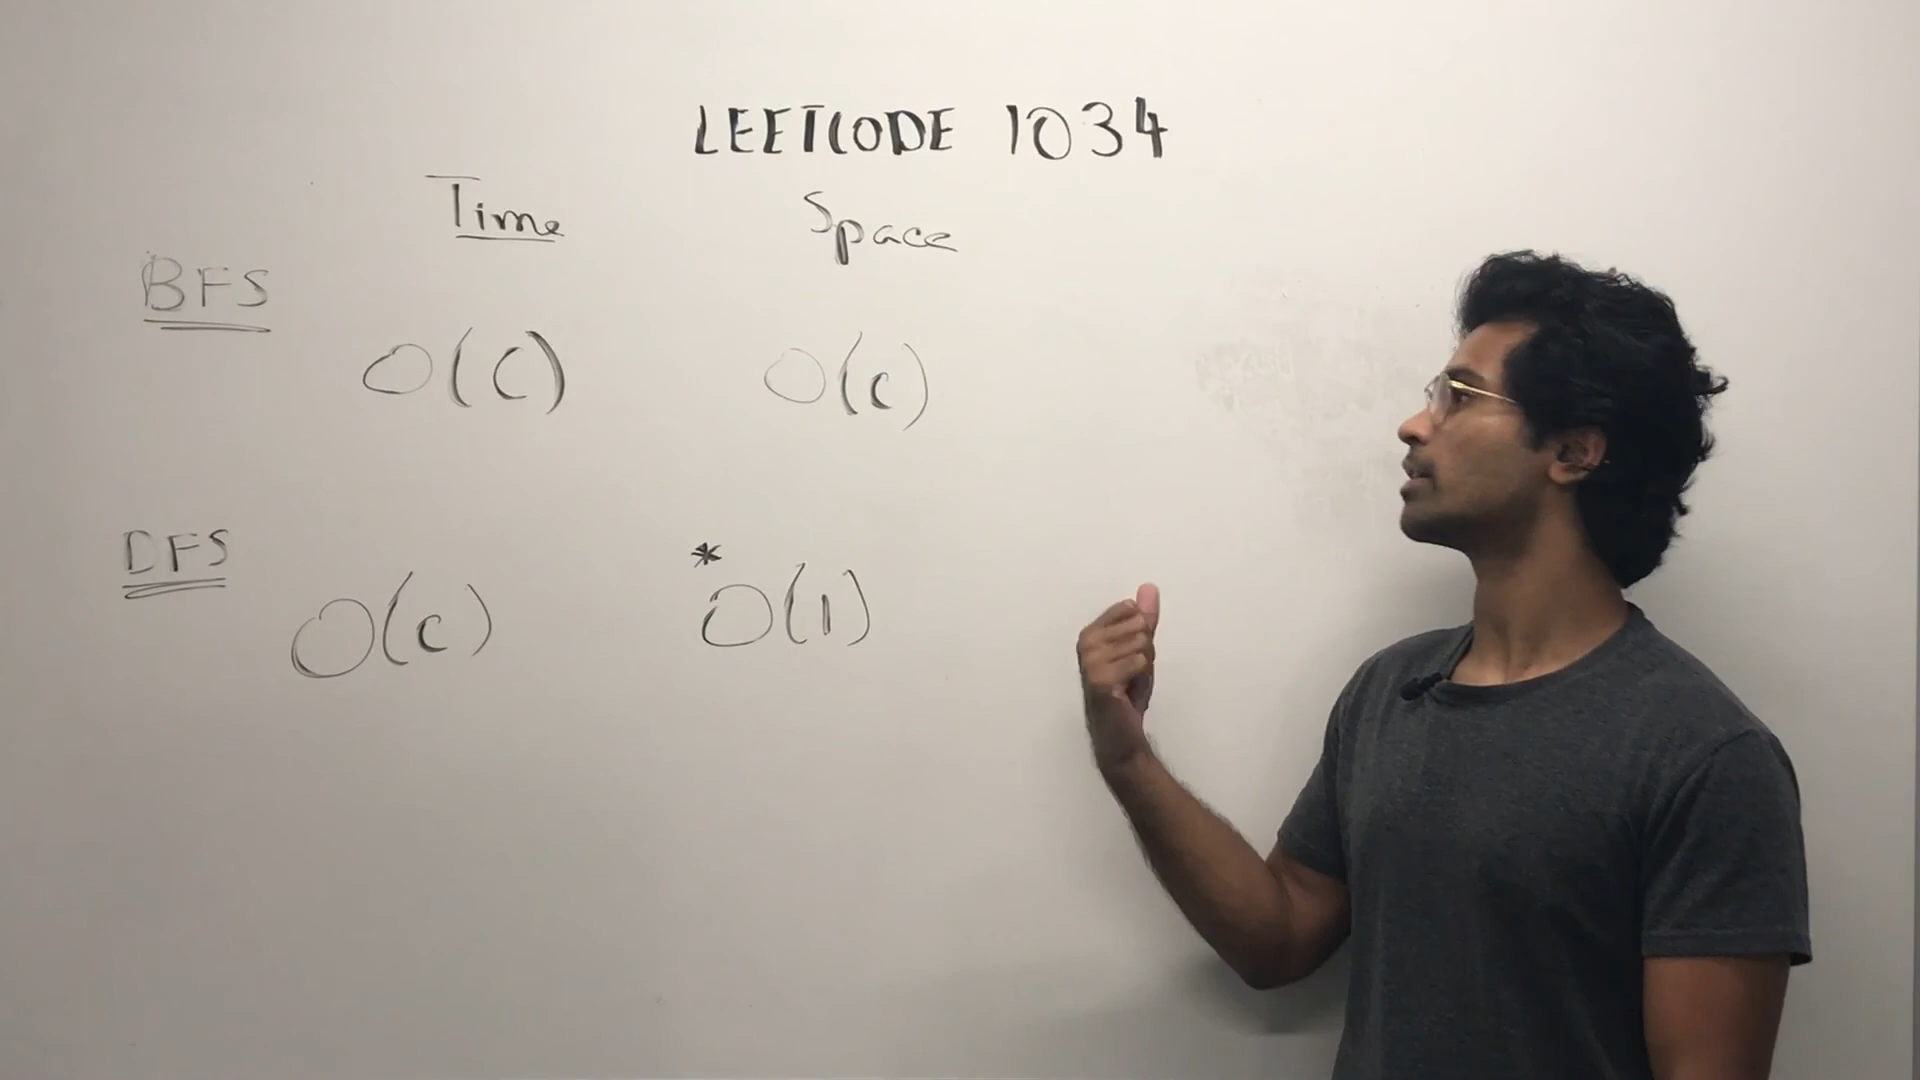 LEETCODE 1034
Time Space
BFS
O(C) O(c)
DFS
*
O(c) O(1)